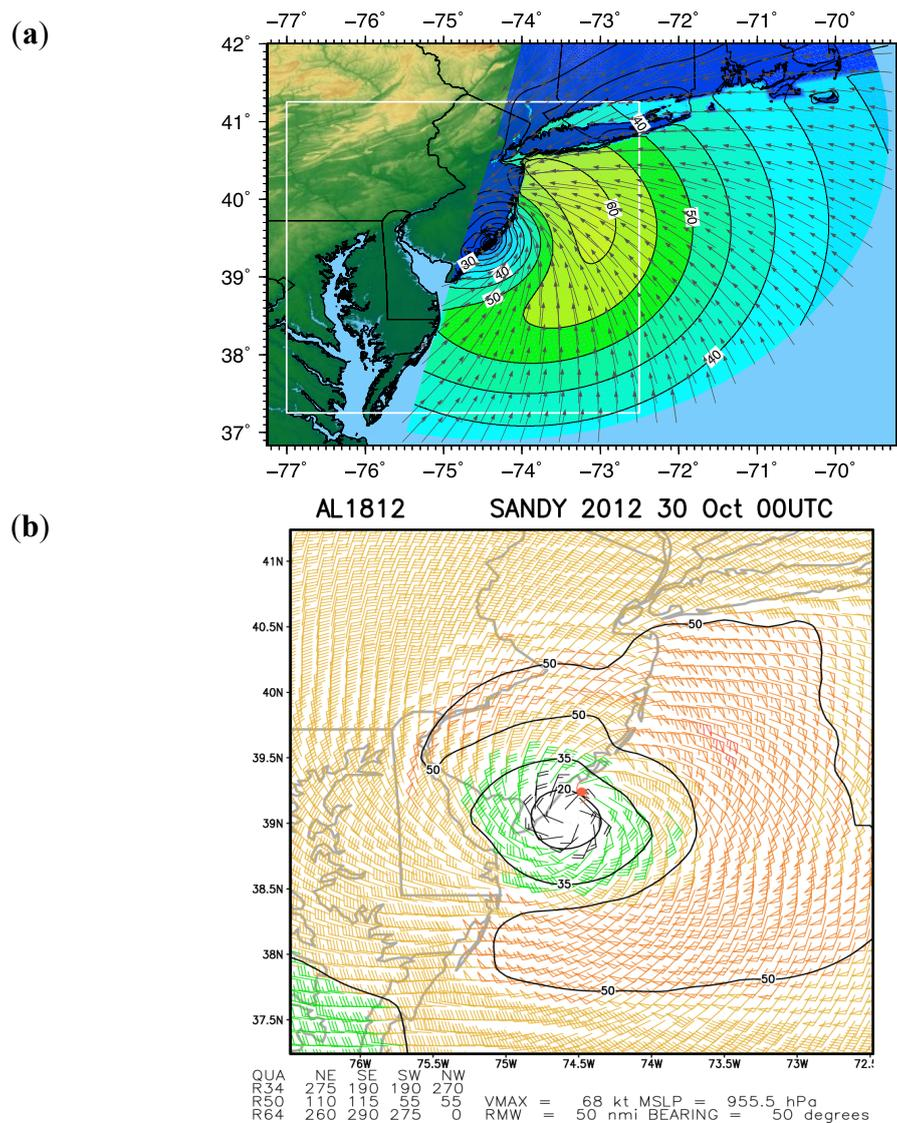 (a)
−77° −76° −75° −74° −73° −72° −71° −70°
42°
41°
40°
39°
38°
37°
40
60
50
30
40
50
40
−77° −76° −75° −74° −73° −72° −71° −70°
(b)
AL1812 SANDY 2012 30 Oct 00UTC
41N
40.5N
40N
39.5N
39N
38.5N
38N
37.5N
50
50
50
50
35
20
35
50
50
76W 75.5W 75W 74.5W 74W 73.5W 73W 72.5
QUA NE SE SW NW
R34 275 190 190 270
R50 110 115 55 55 VMAX = 68 kt MSLP = 955.5 hPa
R64 260 290 275 0 RMW = 50 nmi BEARING = 50 degrees